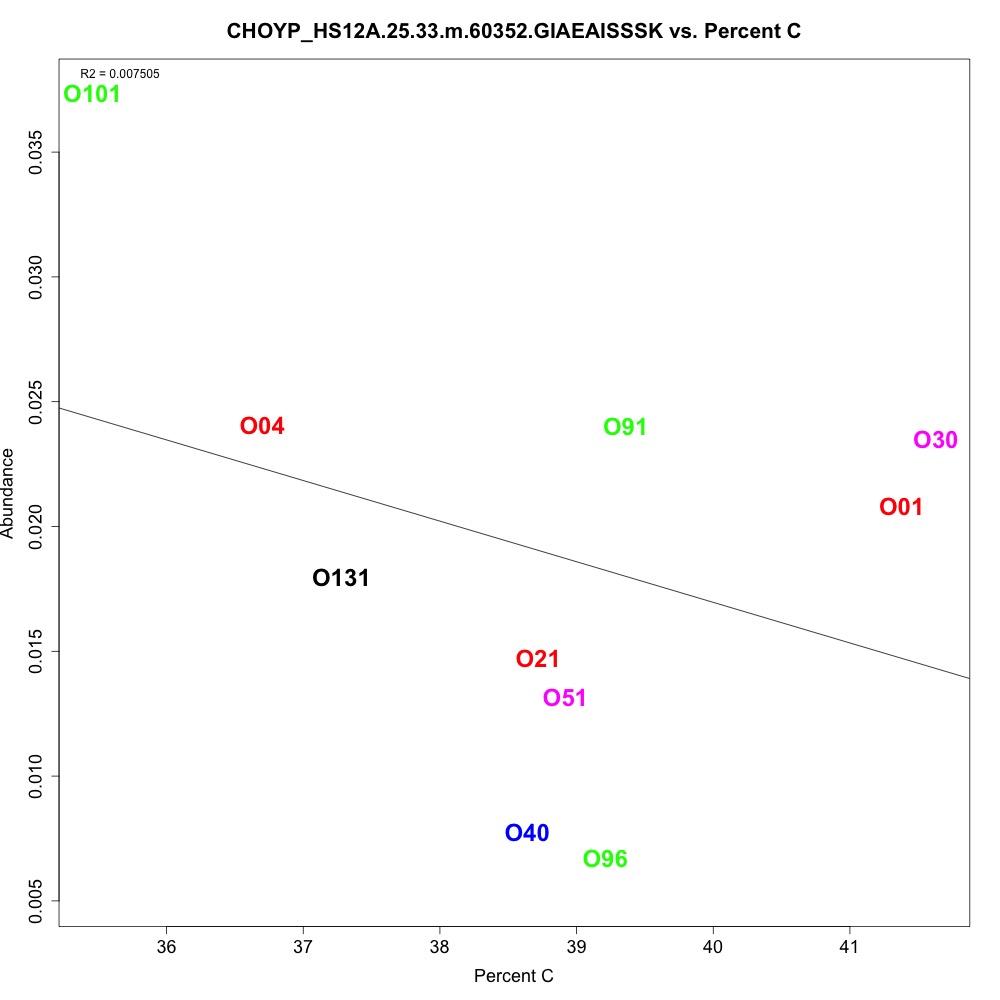 CHOYP_HS12A.25.33.m.60352.GIAEAISSSK vs. Percent C
R2 = 0.007505
O101
O04
O91
O30
O01
O131
O21
O51
O40
O96
Abundance
0.035
0.030
0.025
0.020
0.015
0.010
0.005
36 37 38 39 40 41
Percent C